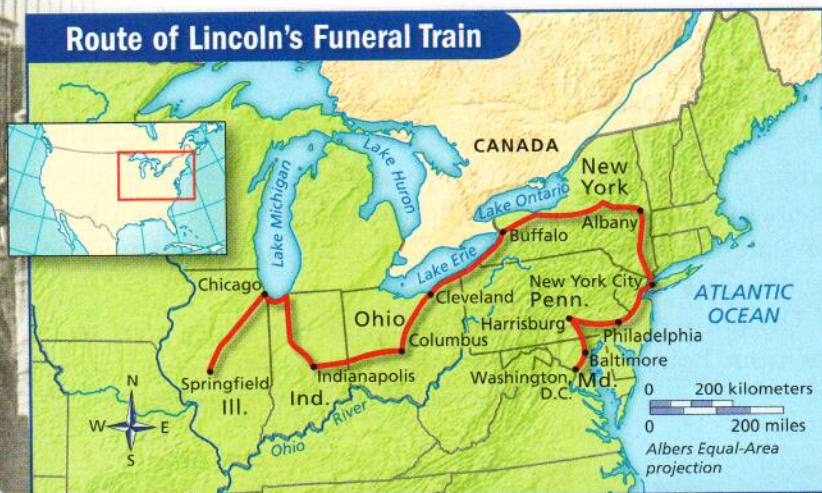 Route of Lincoln's Funeral Train
CANADA
Lake Michigan
Lake Huron
Lake Ontario
New
York
Albany
Buffalo
Lake Erie
Chicago
Cleveland
New York City
Penn.
ATLANTIC
OCEAN
Ohio
Harrisburg
Columbus
Philadelphia
Baltimore
Springfield
Indianapolis
Washington,
D.C.
Md.
Ill.
Ind.
Ohio River
N
W E
S
0 200 kilometers
0 200 miles
Albers Equal-Area
projection